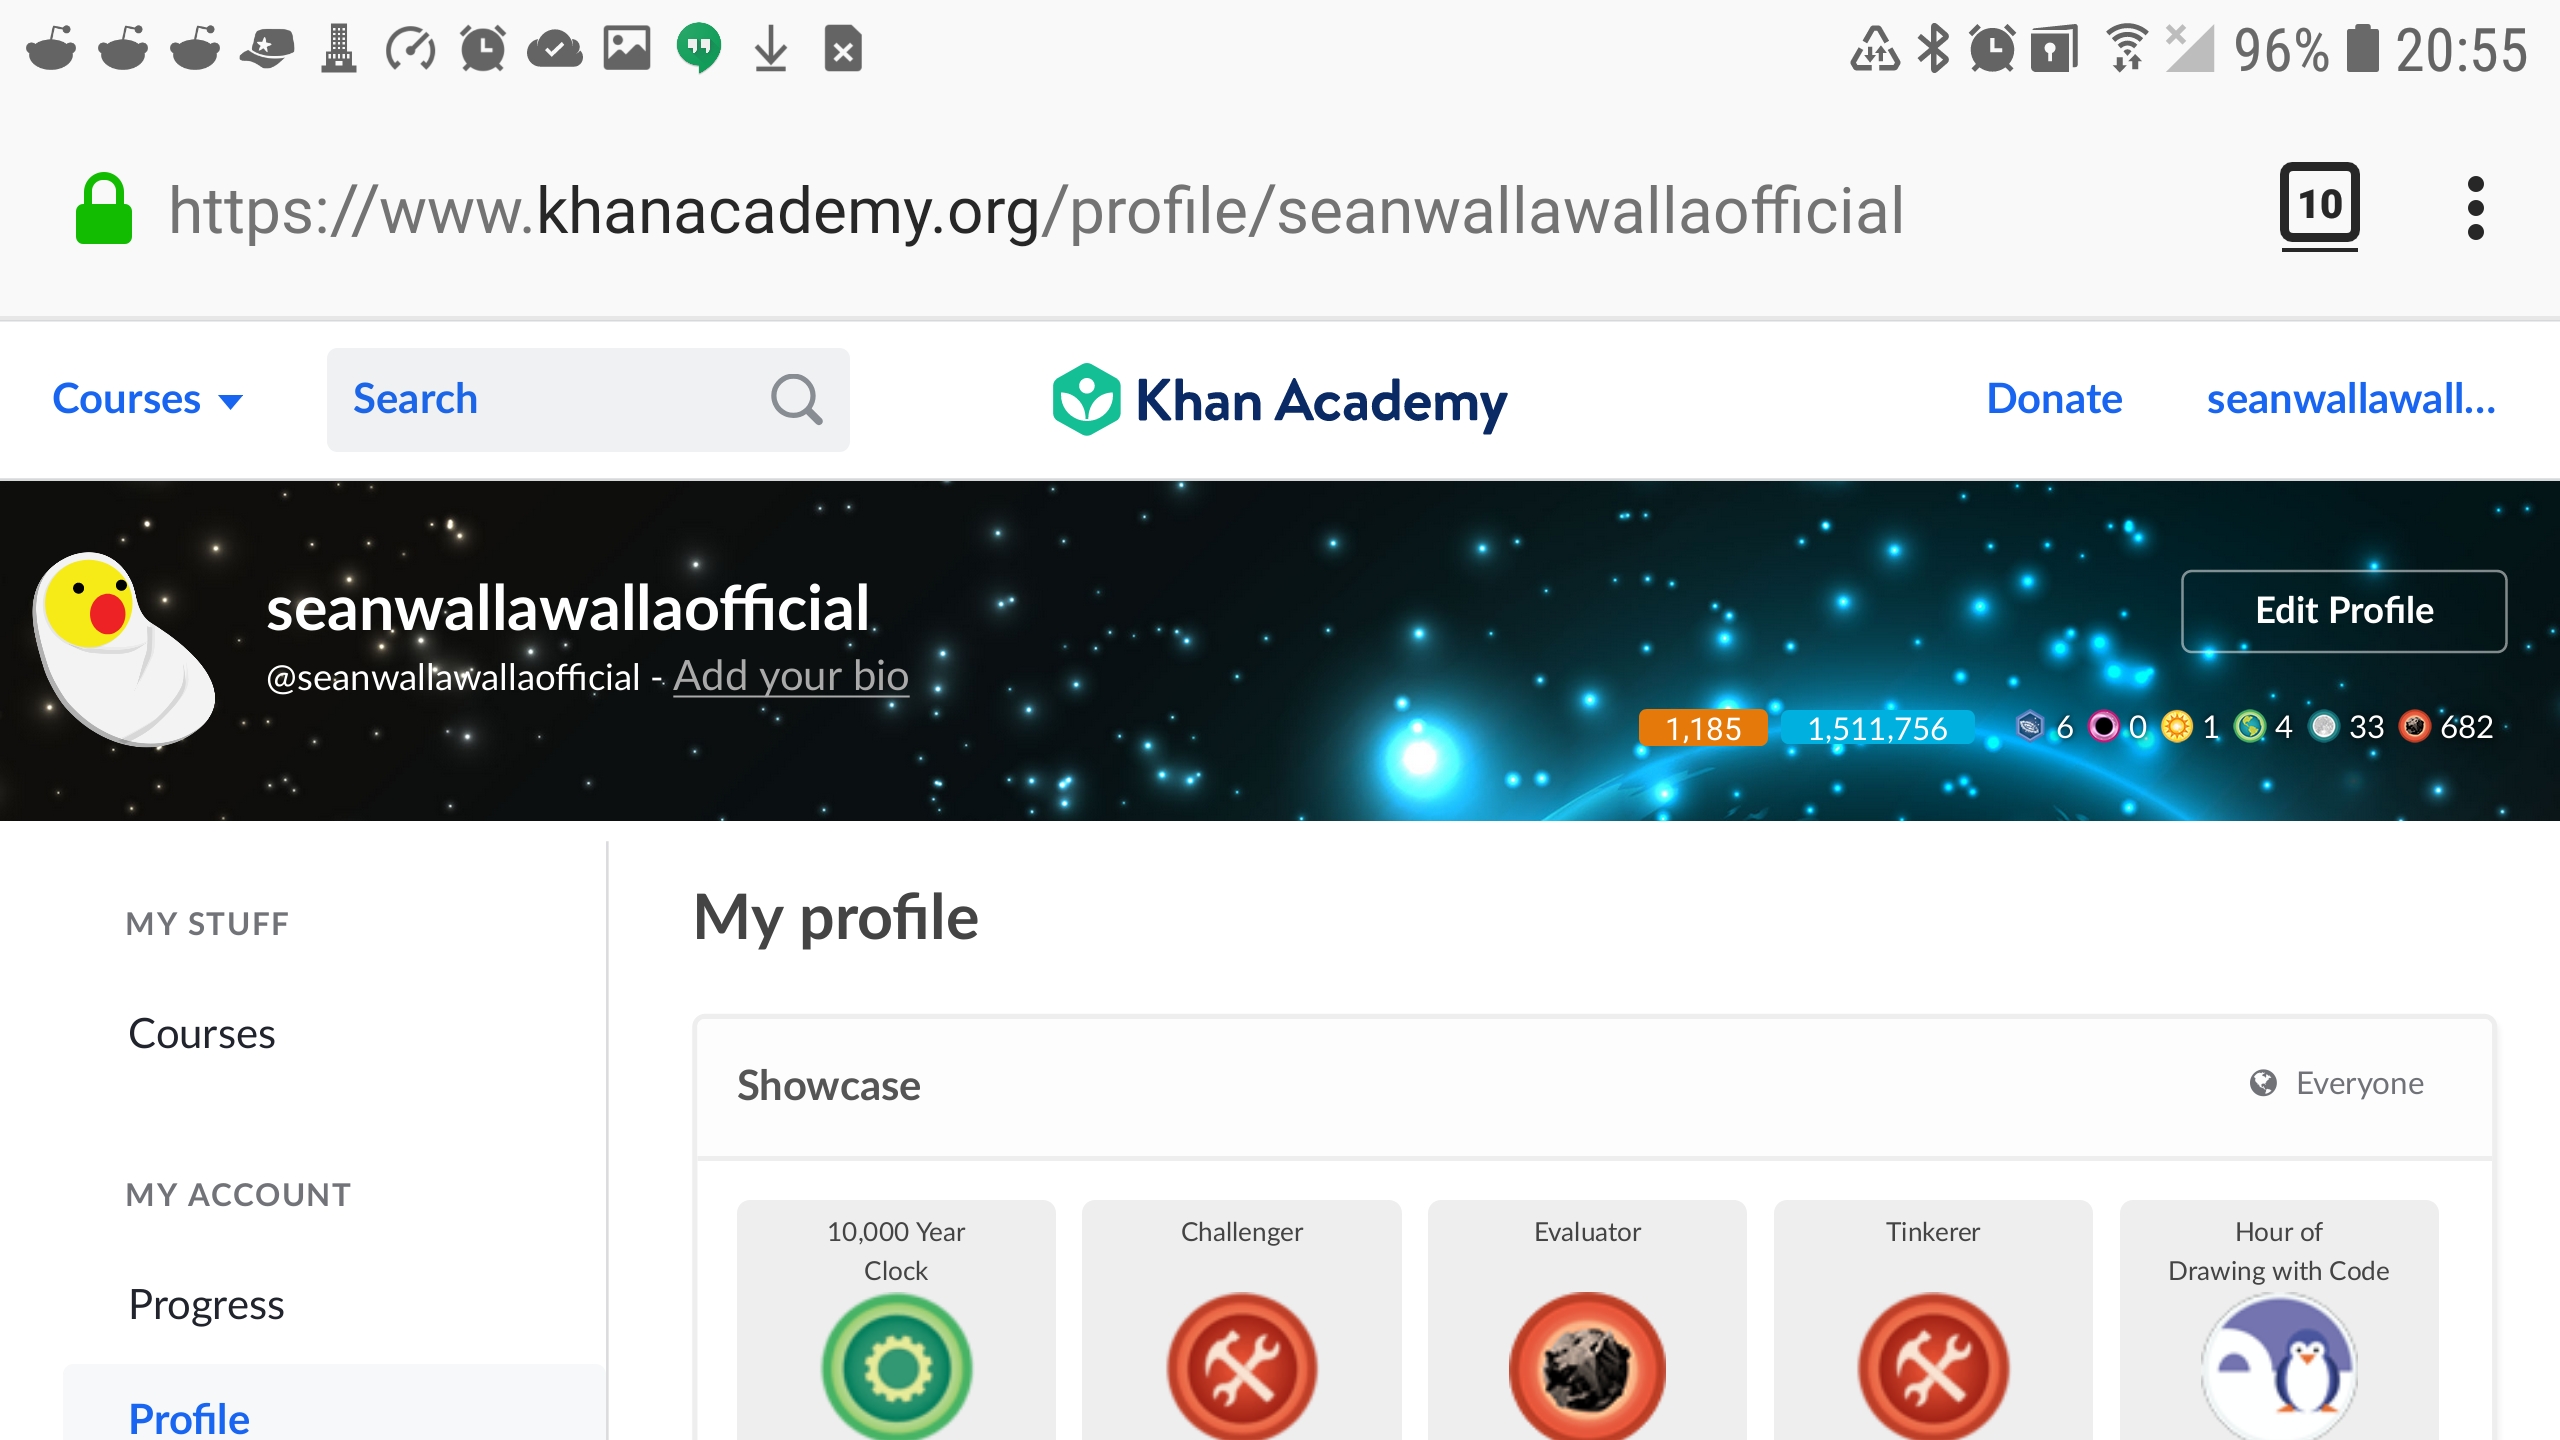 96% 20:55
https://www.khanacademy.org/profile/seanwallawallaofficial
10
Courses
Search
Khan Academy
Donate
seanwallawall...
seanwallawallaofficial
@seanwallawallaofficial - Add your bio
Edit Profile
1,185 1,511,756 6 0 1 4 33 682
MY STUFF
Courses
MY ACCOUNT
Progress
Profile
My profile
Showcase
Everyone
10,000 Year
Clock
Challenger
Evaluator
Tinkerer
Hour of
Drawing with Code